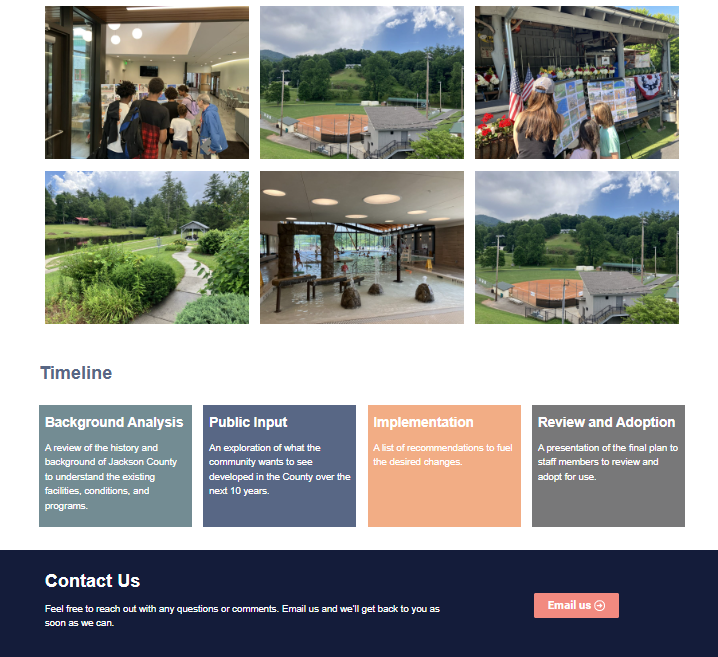 Timeline
Background Analysis
A review of the history and
background of Jackson County
to understand the existing
facilities, conditions, and
programs.
Public Input
An exploration of what the
community wants to see
developed in the County over the
next 10 years.
Implementation
A list of recommendations to fuel
the desired changes.
Review and Adoption
A presentation of the final plan to
staff members to review and
adopt for use.
Contact Us
Feel free to reach out with any questions or comments. Email us and we'll get back to you as
soon as we can.
Email us